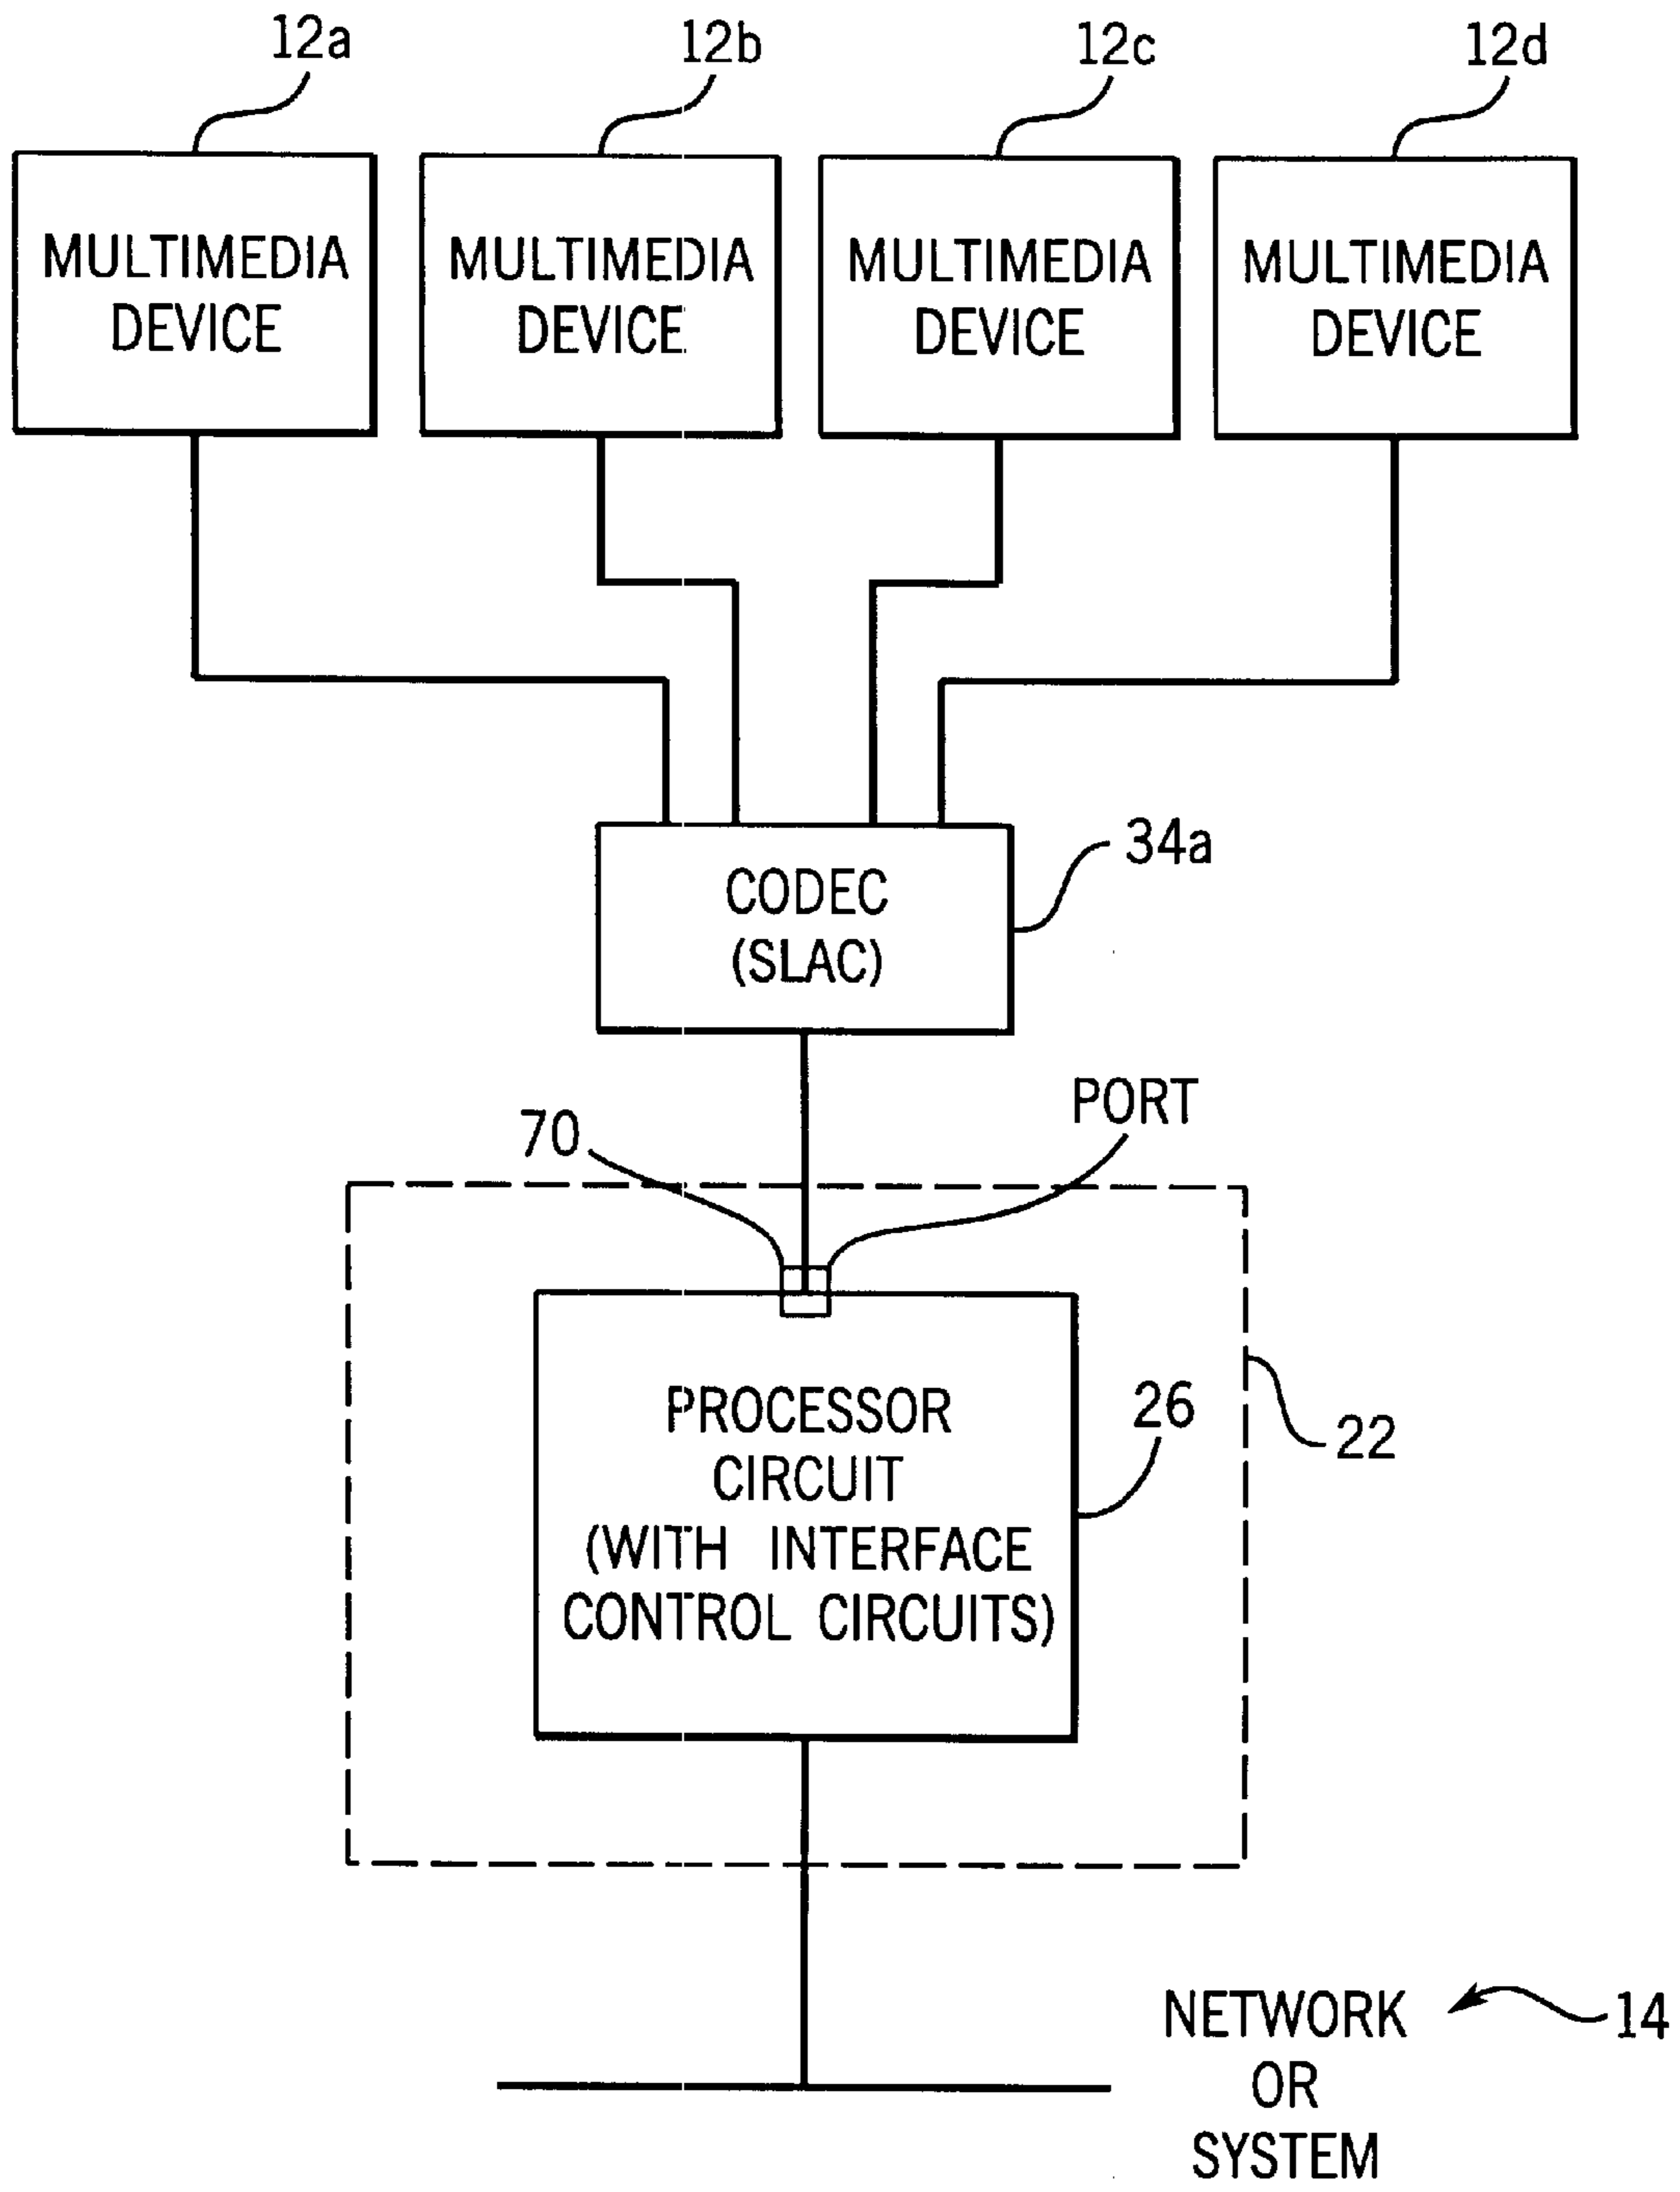 12a
12b
12c
12d
MULTIMEDIA
DEVICE
MULTIMEDIA
DEVICE
MULTIMEDIA
DEVICE
MULTIMEDIA
DEVICE
34a
CODEC
(SLAC)
PORT
70
PROCESSOR
CIRCUIT
(WITH INTERFACE
CONTROL CIRCUITS)
26
22
NETWORK
OR
SYSTEM
14